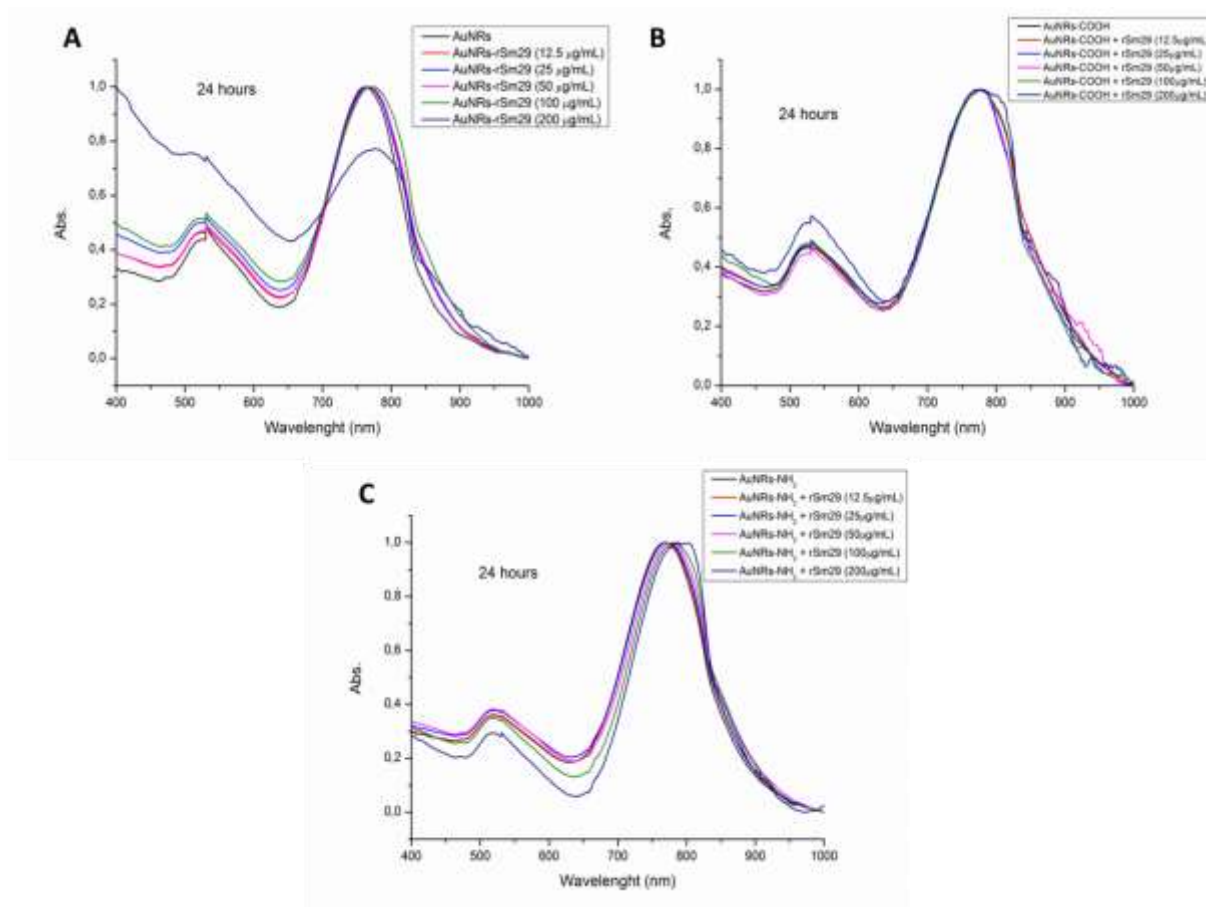 A
24 hours
AuNRs
AuNRs-rSm29 (12.5 µg/mL)
AuNRs-rSm29 (25 µg/mL)
AuNRs-rSm29 (50 µg/mL)
AuNRs-rSm29 (100 µg/mL)
AuNRs-rSm29 (200 µg/mL)
1,0
0,8
0,6
0,4
0,2
0,0
Abs.
400 500 600 700 800 900 1000
Wavelenght (nm)
B
24 hours
AuNRs-COOH
AuNRs-COOH + rSm29 (12.5µg/mL)
AuNRs-COOH + rSm29 (25µg/mL)
AuNRs-COOH + rSm29 (50µg/mL)
AuNRs-COOH + rSm29 (100µg/mL)
AuNRs-COOH + rSm29 (200µg/mL)
1,0
0,8
0,6
0,4
0,2
0,0
Abs.
400 500 600 700 800 900 1000
Wavelenght (nm)
C
24 hours
AuNRs-NH₂
AuNRs-NH₂ + rSm29 (12.5µg/mL)
AuNRs-NH₂ + rSm29 (25µg/mL)
AuNRs-NH₂ + rSm29 (50µg/mL)
AuNRs-NH₂ + rSm29 (100µg/mL)
AuNRs-NH₂ + rSm29 (200µg/mL)
1,0
0,8
0,6
0,4
0,2
0,0
Abs.
400 500 600 700 800 900 1000
Wavelenght (nm)